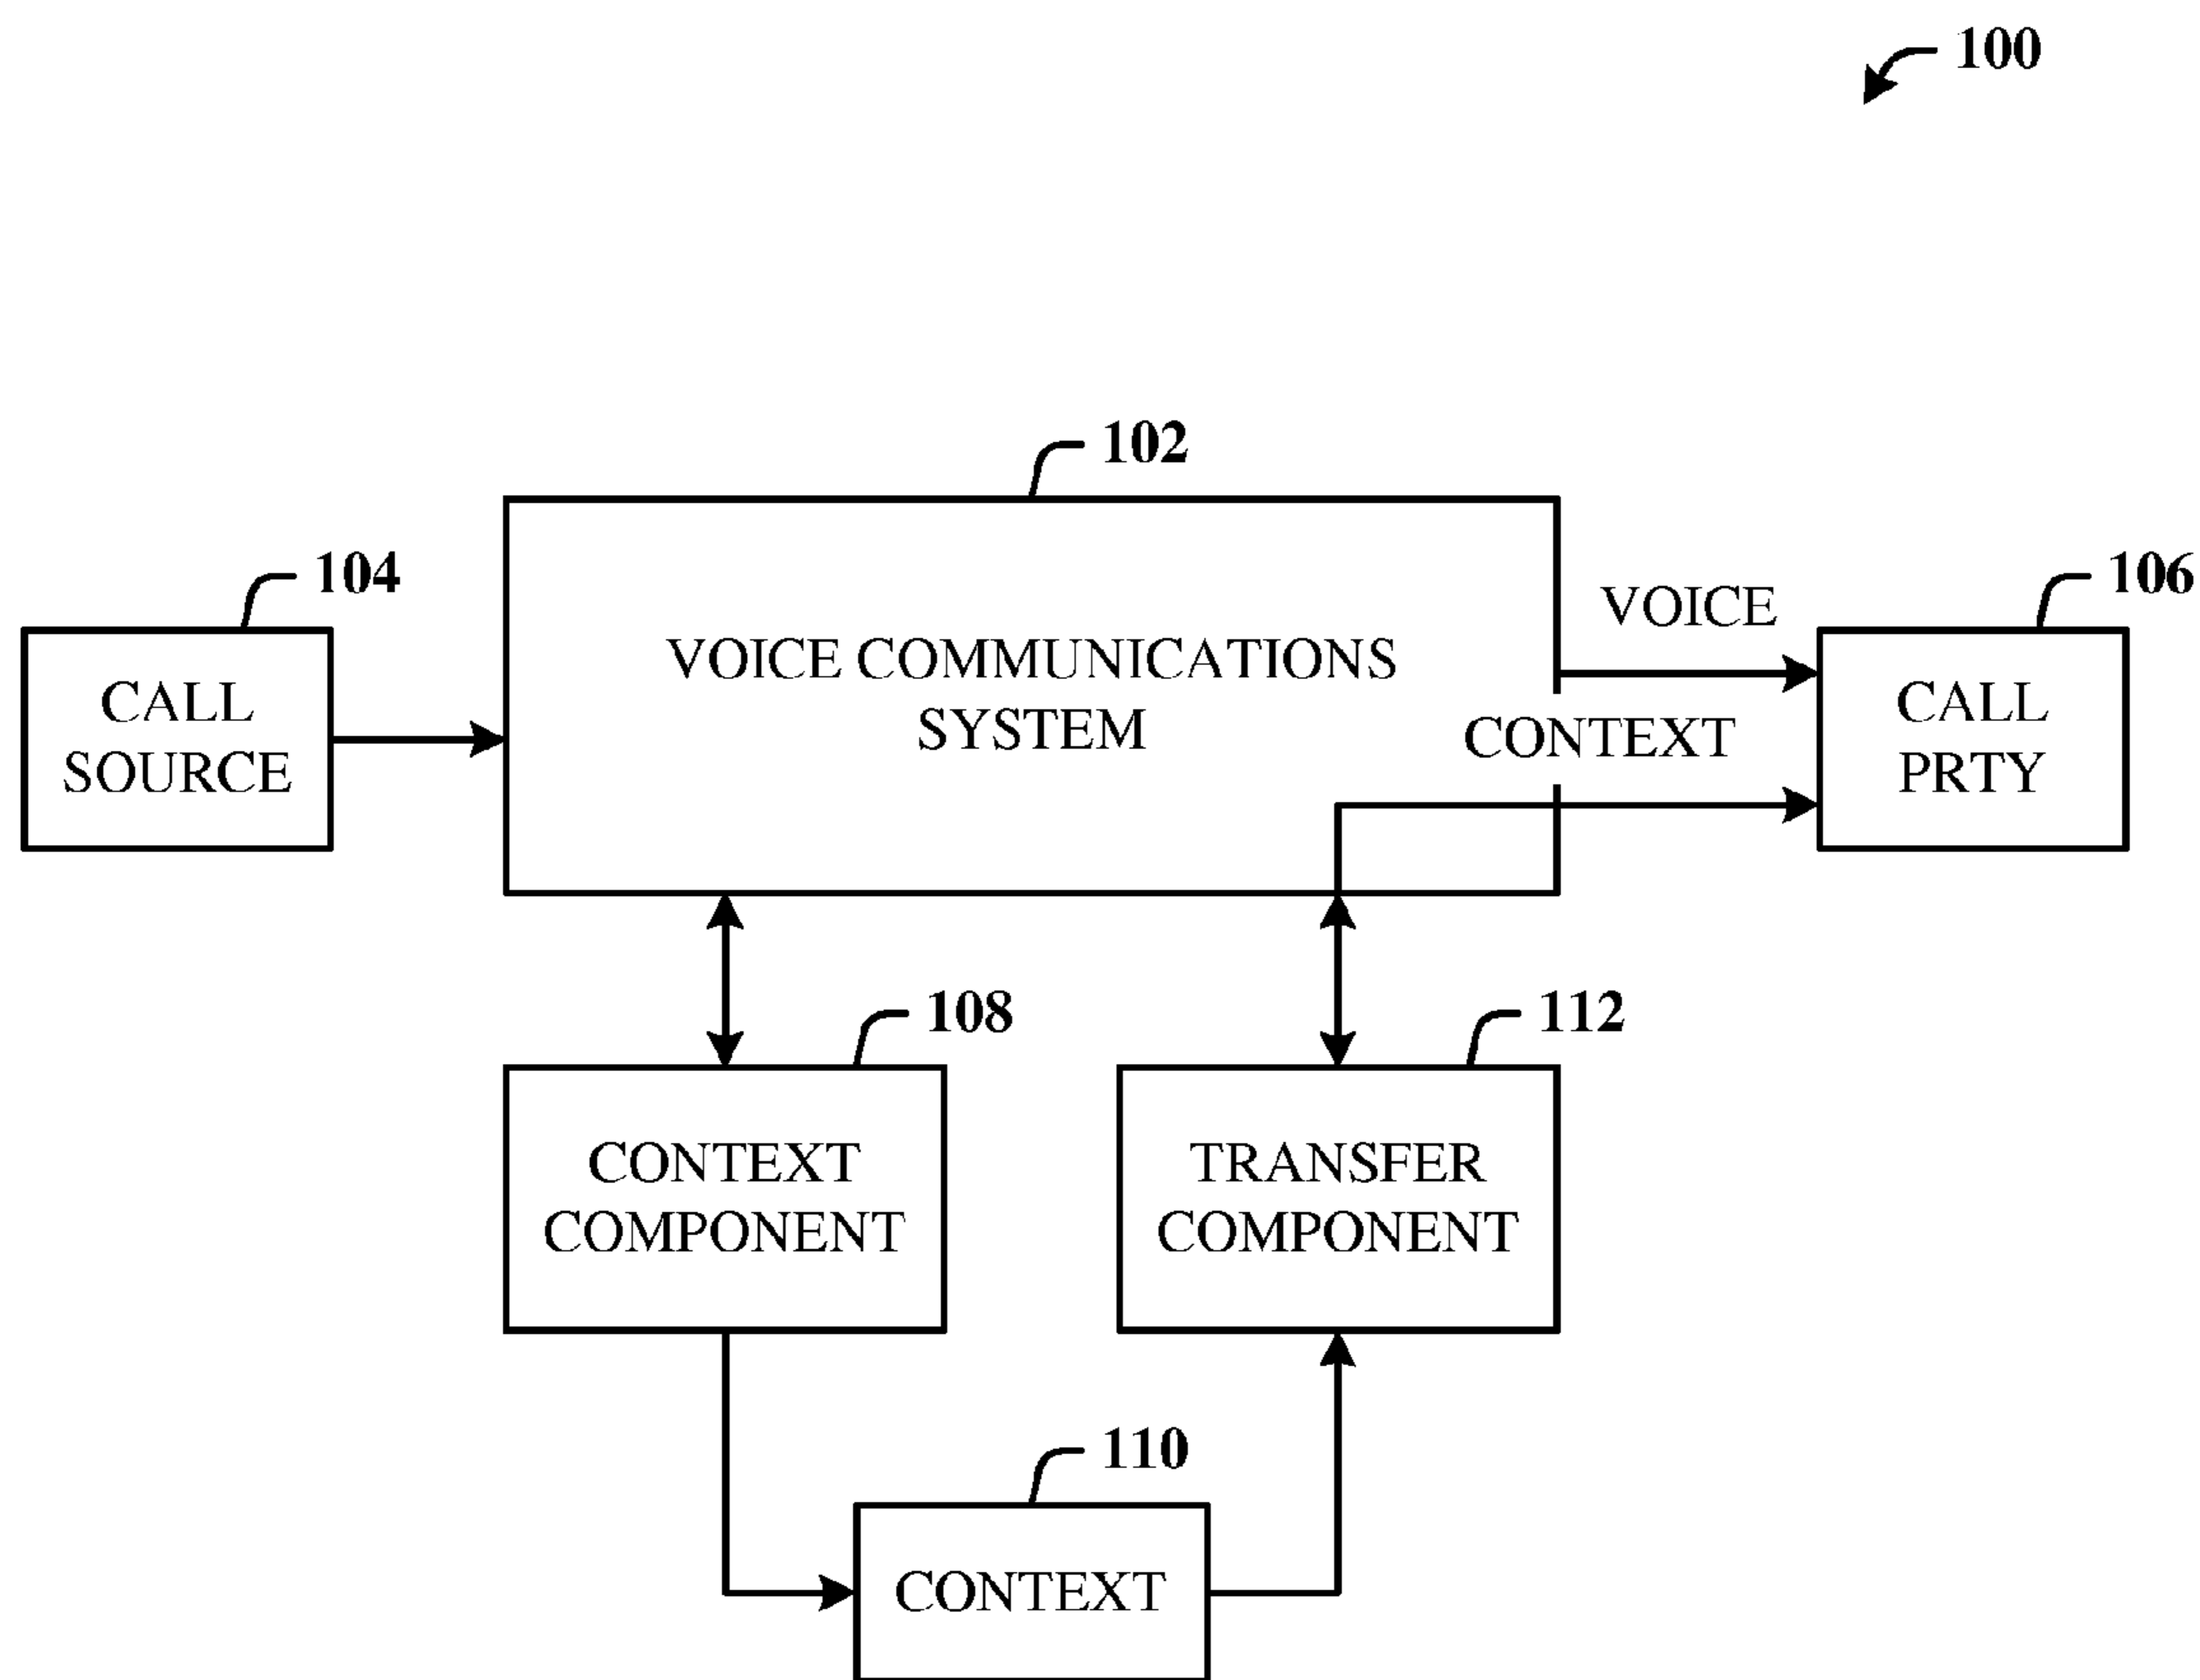 100
102
104
106
VOICE
VOICE COMMUNICATIONS
SYSTEM
CALL
SOURCE
CONTEXT
CALL
PRTY
108
112
CONTEXT
COMPONENT
TRANSFER
COMPONENT
110
CONTEXT